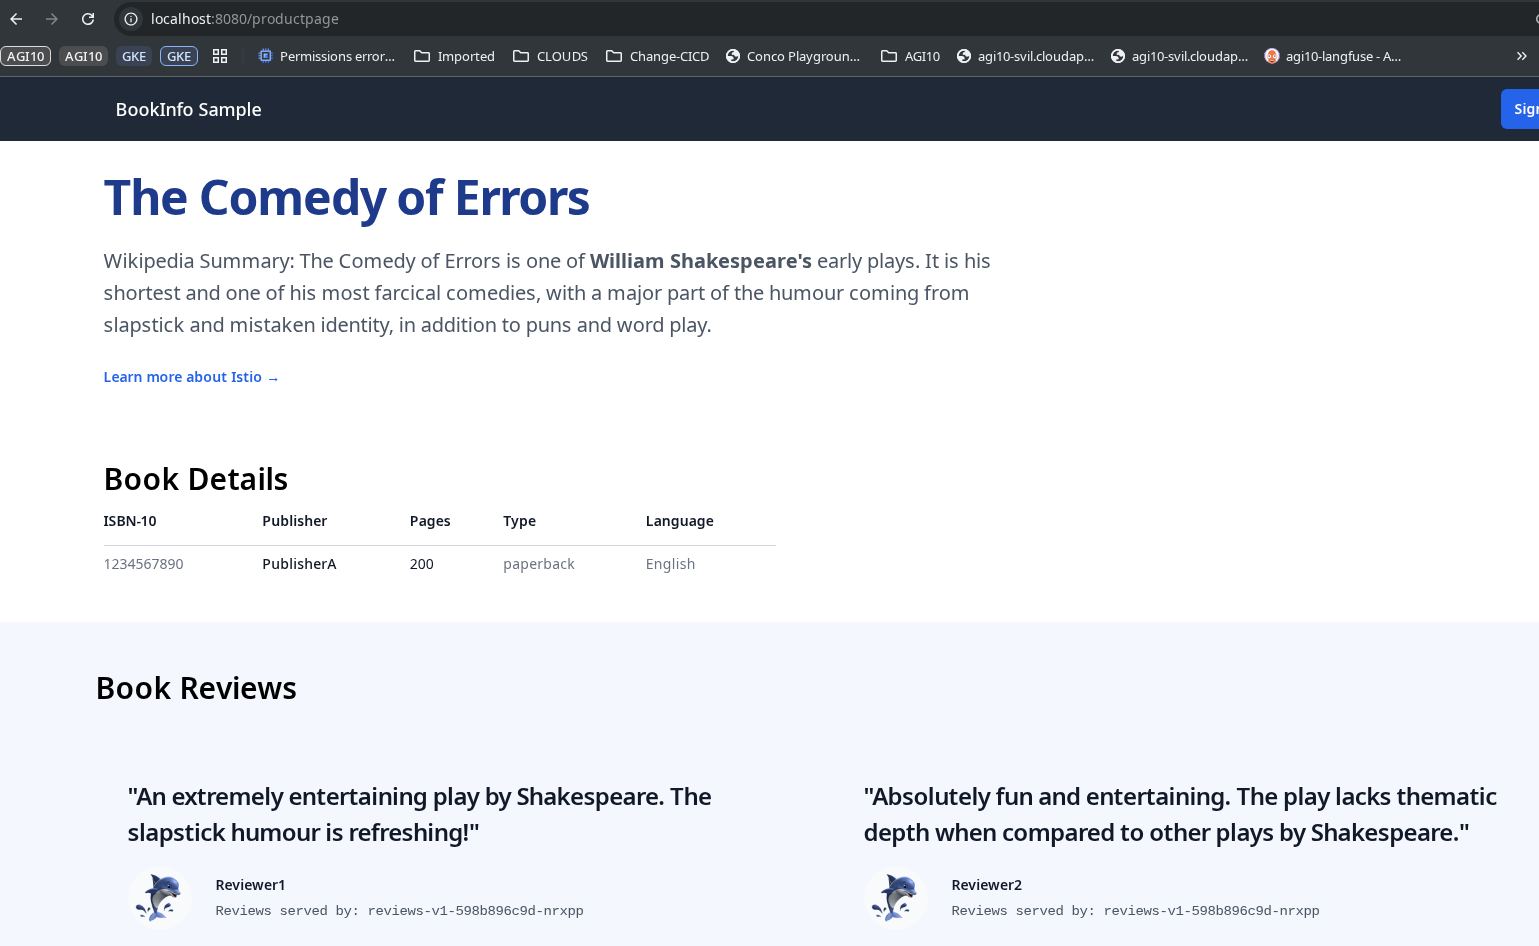 localhost:8080/productpage
AGI10 AGI10 GKE GKE Permissions error... Imported CLOUDS Change-CICD Conco Playgroun... AGI10 agi10-svil.cloudap... agi10-svil.cloudap... agi10-langfuse - A...
BookInfo Sample
Sign
The Comedy of Errors
Wikipedia Summary: The Comedy of Errors is one of William Shakespeare's early plays. It is his
shortest and one of his most farcical comedies, with a major part of the humour coming from
slapstick and mistaken identity, in addition to puns and word play.
Learn more about Istio →
Book Details
ISBN-10 Publisher Pages Type Language
1234567890 PublisherA 200 paperback English
Book Reviews
"An extremely entertaining play by Shakespeare. The
slapstick humour is refreshing!"
Reviewer1
Reviews served by: reviews-v1-598b896c9d-nrxpp
"Absolutely fun and entertaining. The play lacks thematic
depth when compared to other plays by Shakespeare."
Reviewer2
Reviews served by: reviews-v1-598b896c9d-nrxpp